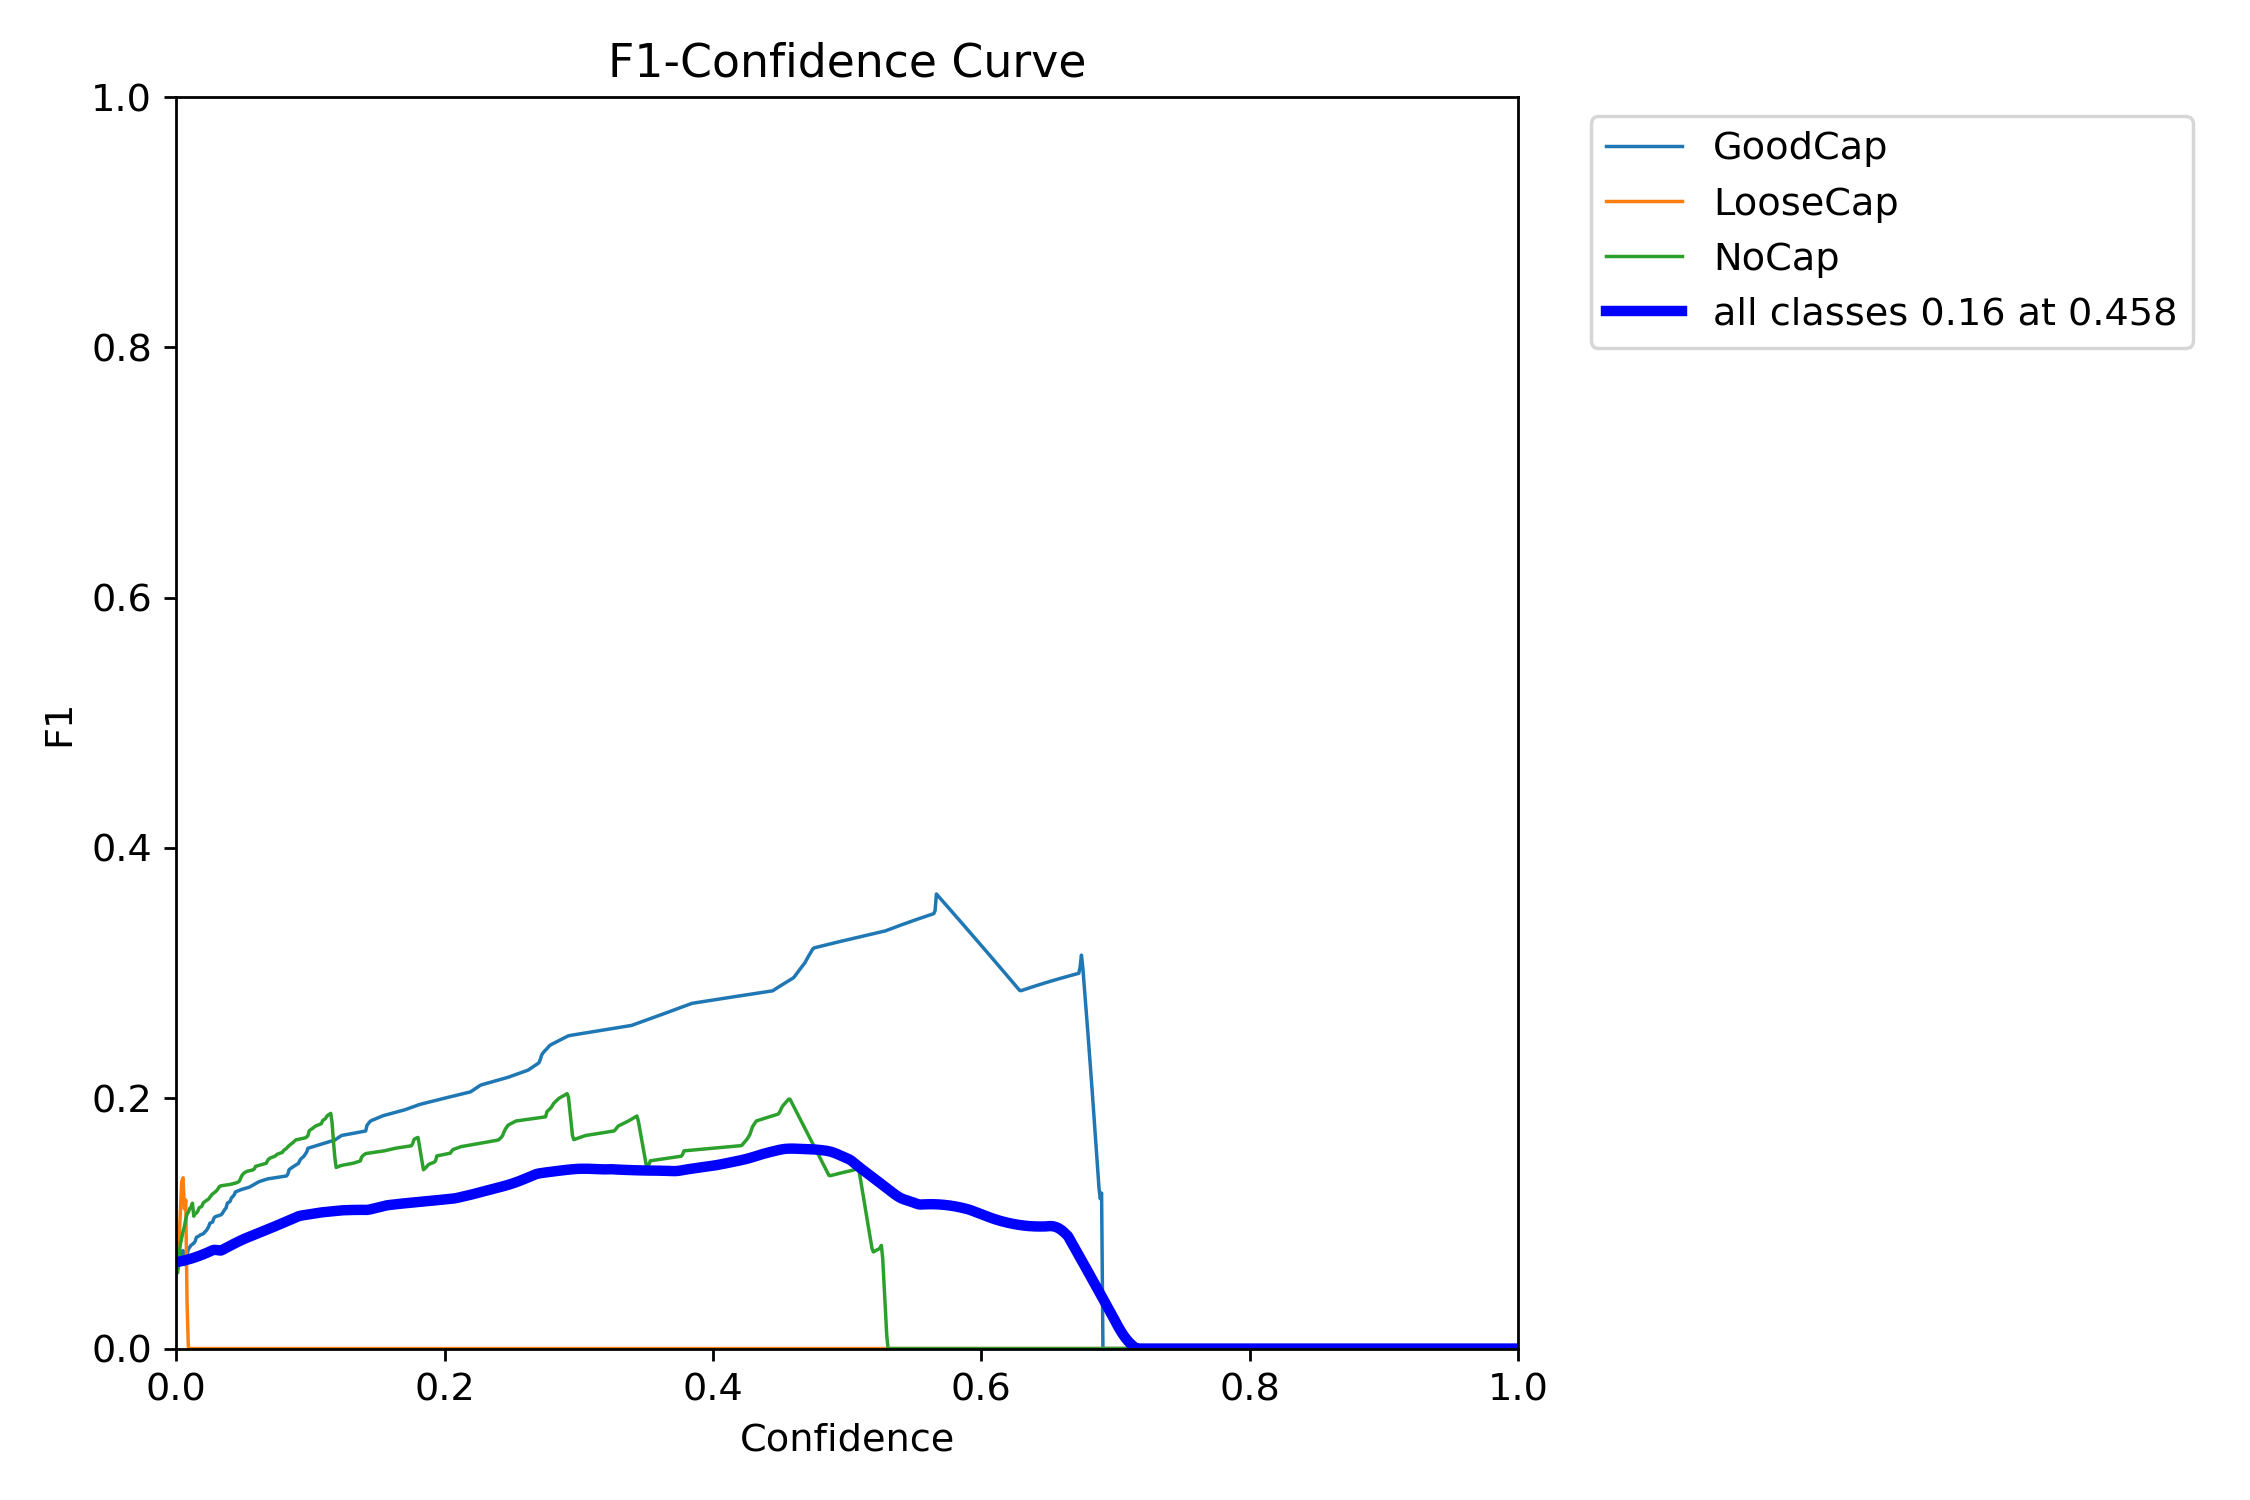 F1-Confidence Curve
1.0
0.8
0.6
0.4
0.2
0.0
F1
0.0 0.2 0.4 0.6 0.8 1.0
Confidence
GoodCap
LooseCap
NoCap
all classes 0.16 at 0.458